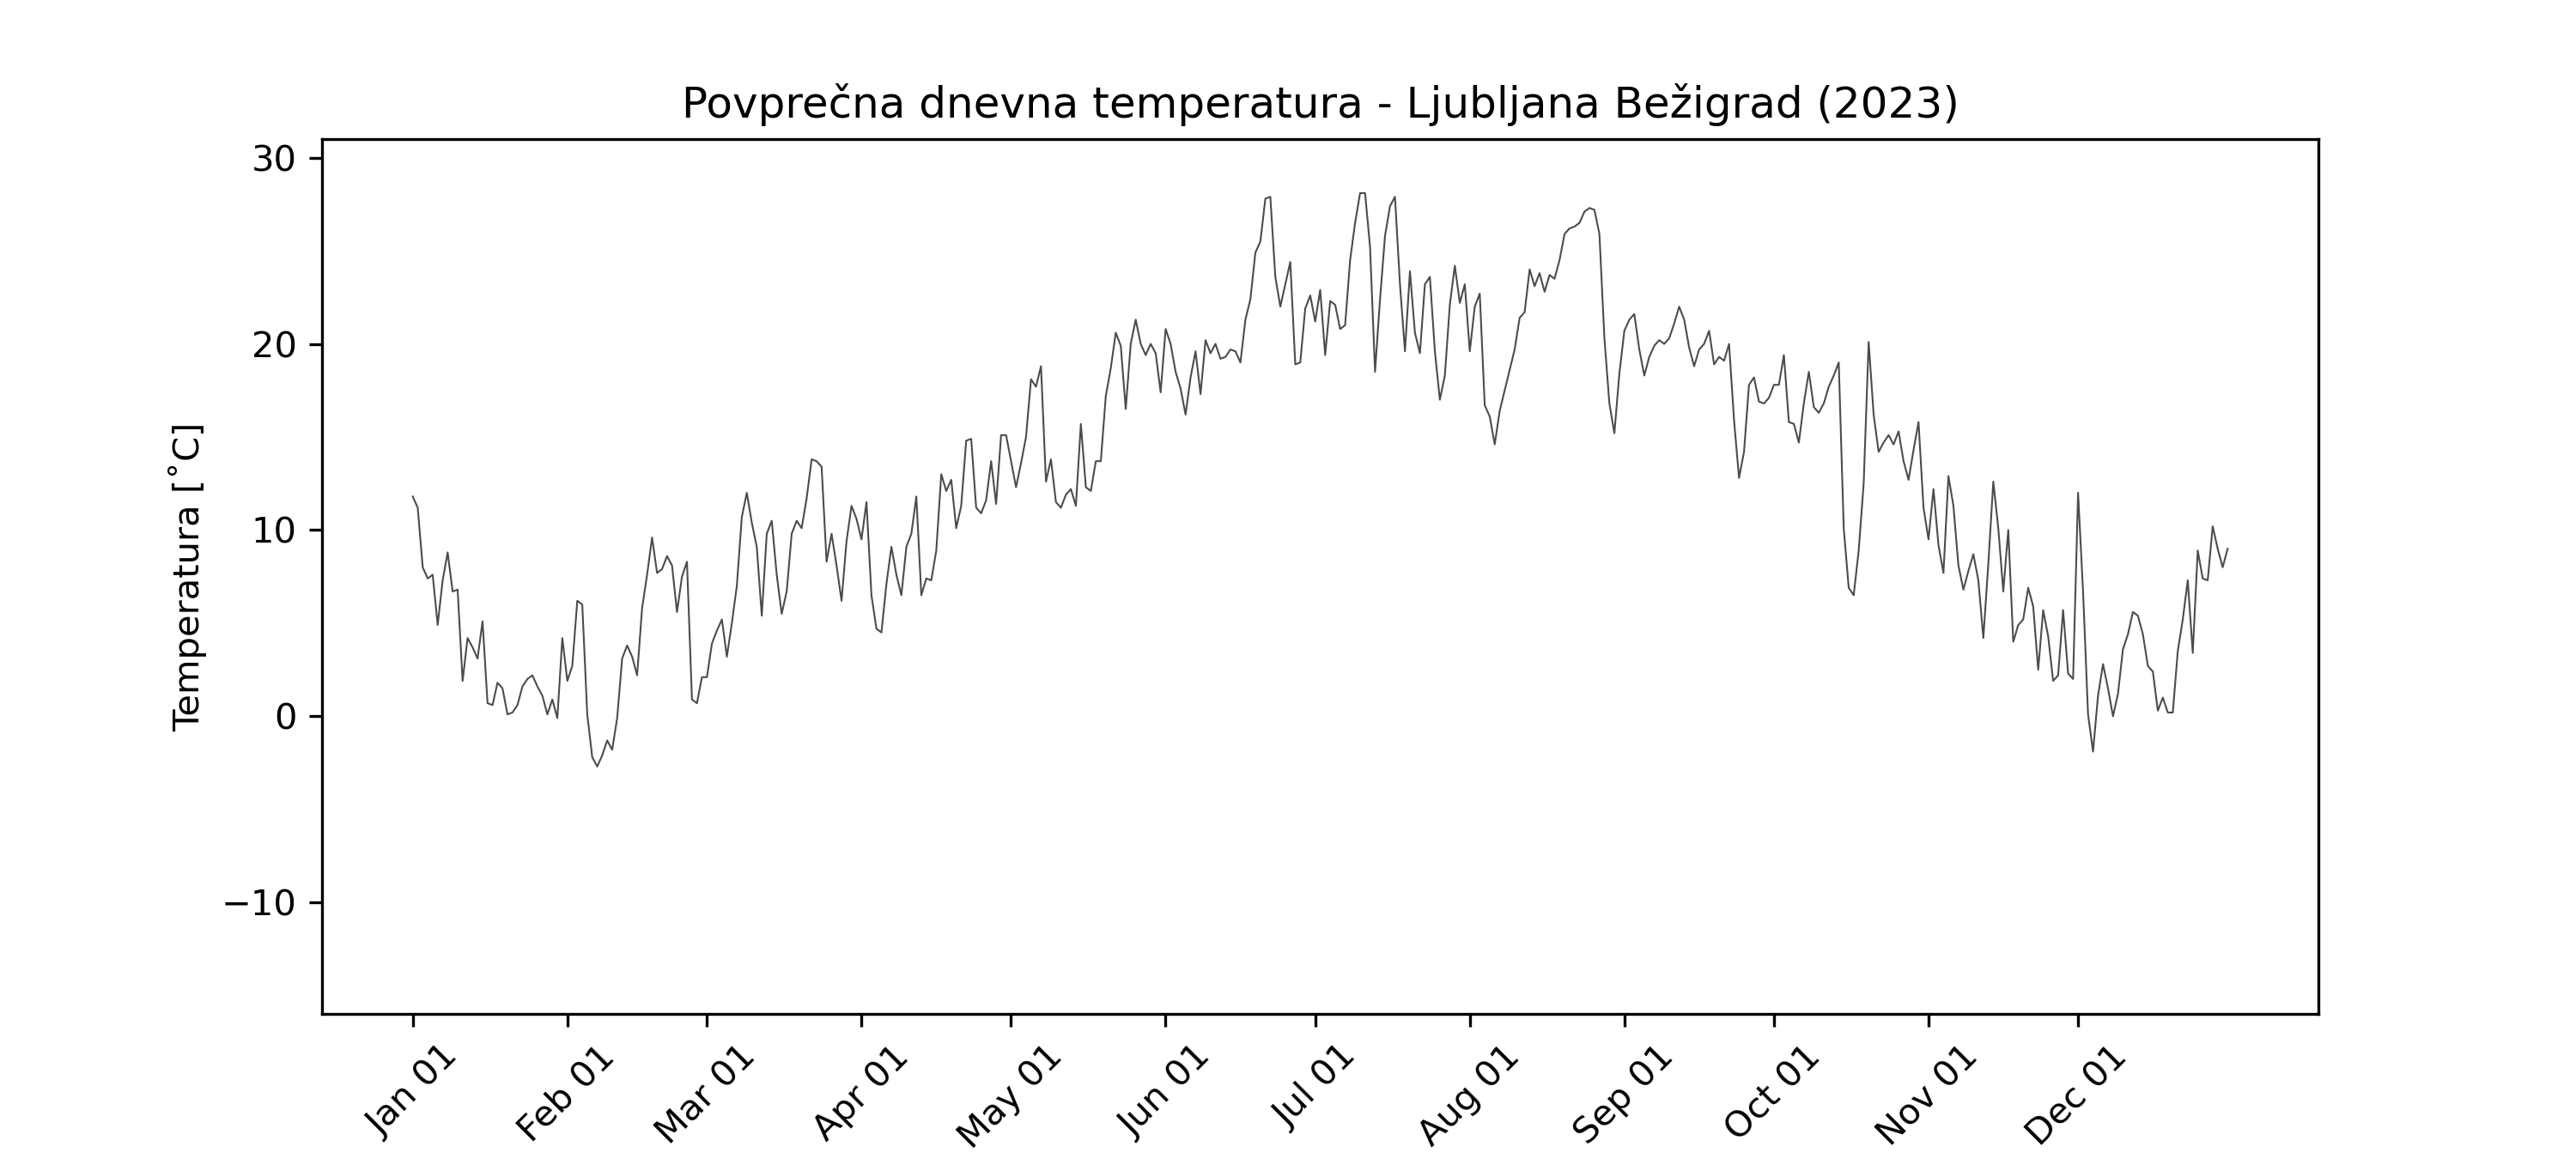 Povprečna dnevna temperatura - Ljubljana Bežigrad (2023)
Temperatura [˚C]
30
20
10
0
−10
Jan 01
Feb 01
Mar 01
Apr 01
May 01
Jun 01
Jul 01
Aug 01
Sep 01
Oct 01
Nov 01
Dec 01